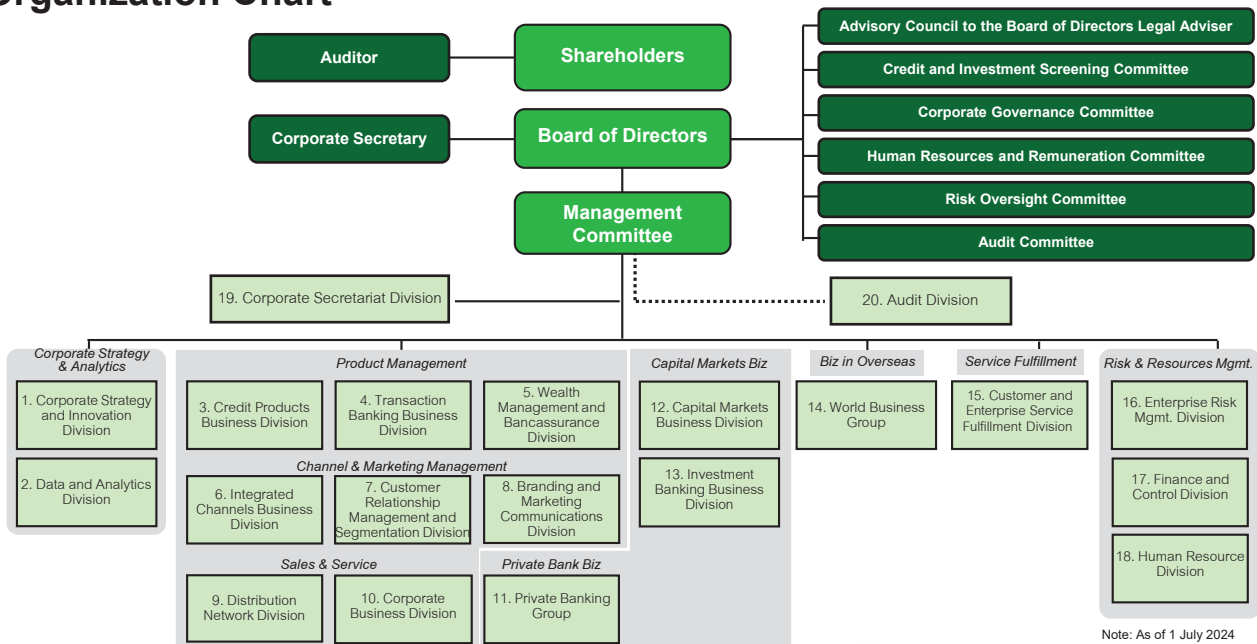 Organization Chart
Auditor
Shareholders
Corporate Secretary
Board of Directors
Management
Committee
Advisory Council to the Board of Directors Legal Adviser
Credit and Investment Screening Committee
Corporate Governance Committee
Human Resources and Remuneration Committee
Risk Oversight Committee
Audit Committee
19. Corporate Secretariat Division
20. Audit Division
Corporate Strategy
& Analytics
1. Corporate Strategy
and Innovation
Division
2. Data and Analytics
Division
Product Management
3. Credit Products
Business Division
4. Transaction
Banking Business
Division
5. Wealth
Management and
Bancassurance
Division
Channel & Marketing Management
6. Integrated
Channels Business
Division
7. Customer
Relationship
Management and
Segmentation Division
8. Branding and
Marketing
Communications
Division
Sales & Service
9. Distribution
Network Division
10. Corporate
Business Division
Private Bank Biz
11. Private Banking
Group
Capital Markets Biz
12. Capital Markets
Business Division
13. Investment
Banking Business
Division
Biz in Overseas
14. World Business
Group
Service Fulfillment
15. Customer and
Enterprise Service
Fulfillment Division
Risk & Resources Mgmt.
16. Enterprise Risk
Mgmt. Division
17. Finance and
Control Division
18. Human Resource
Division
Note: As of 1 July 2024